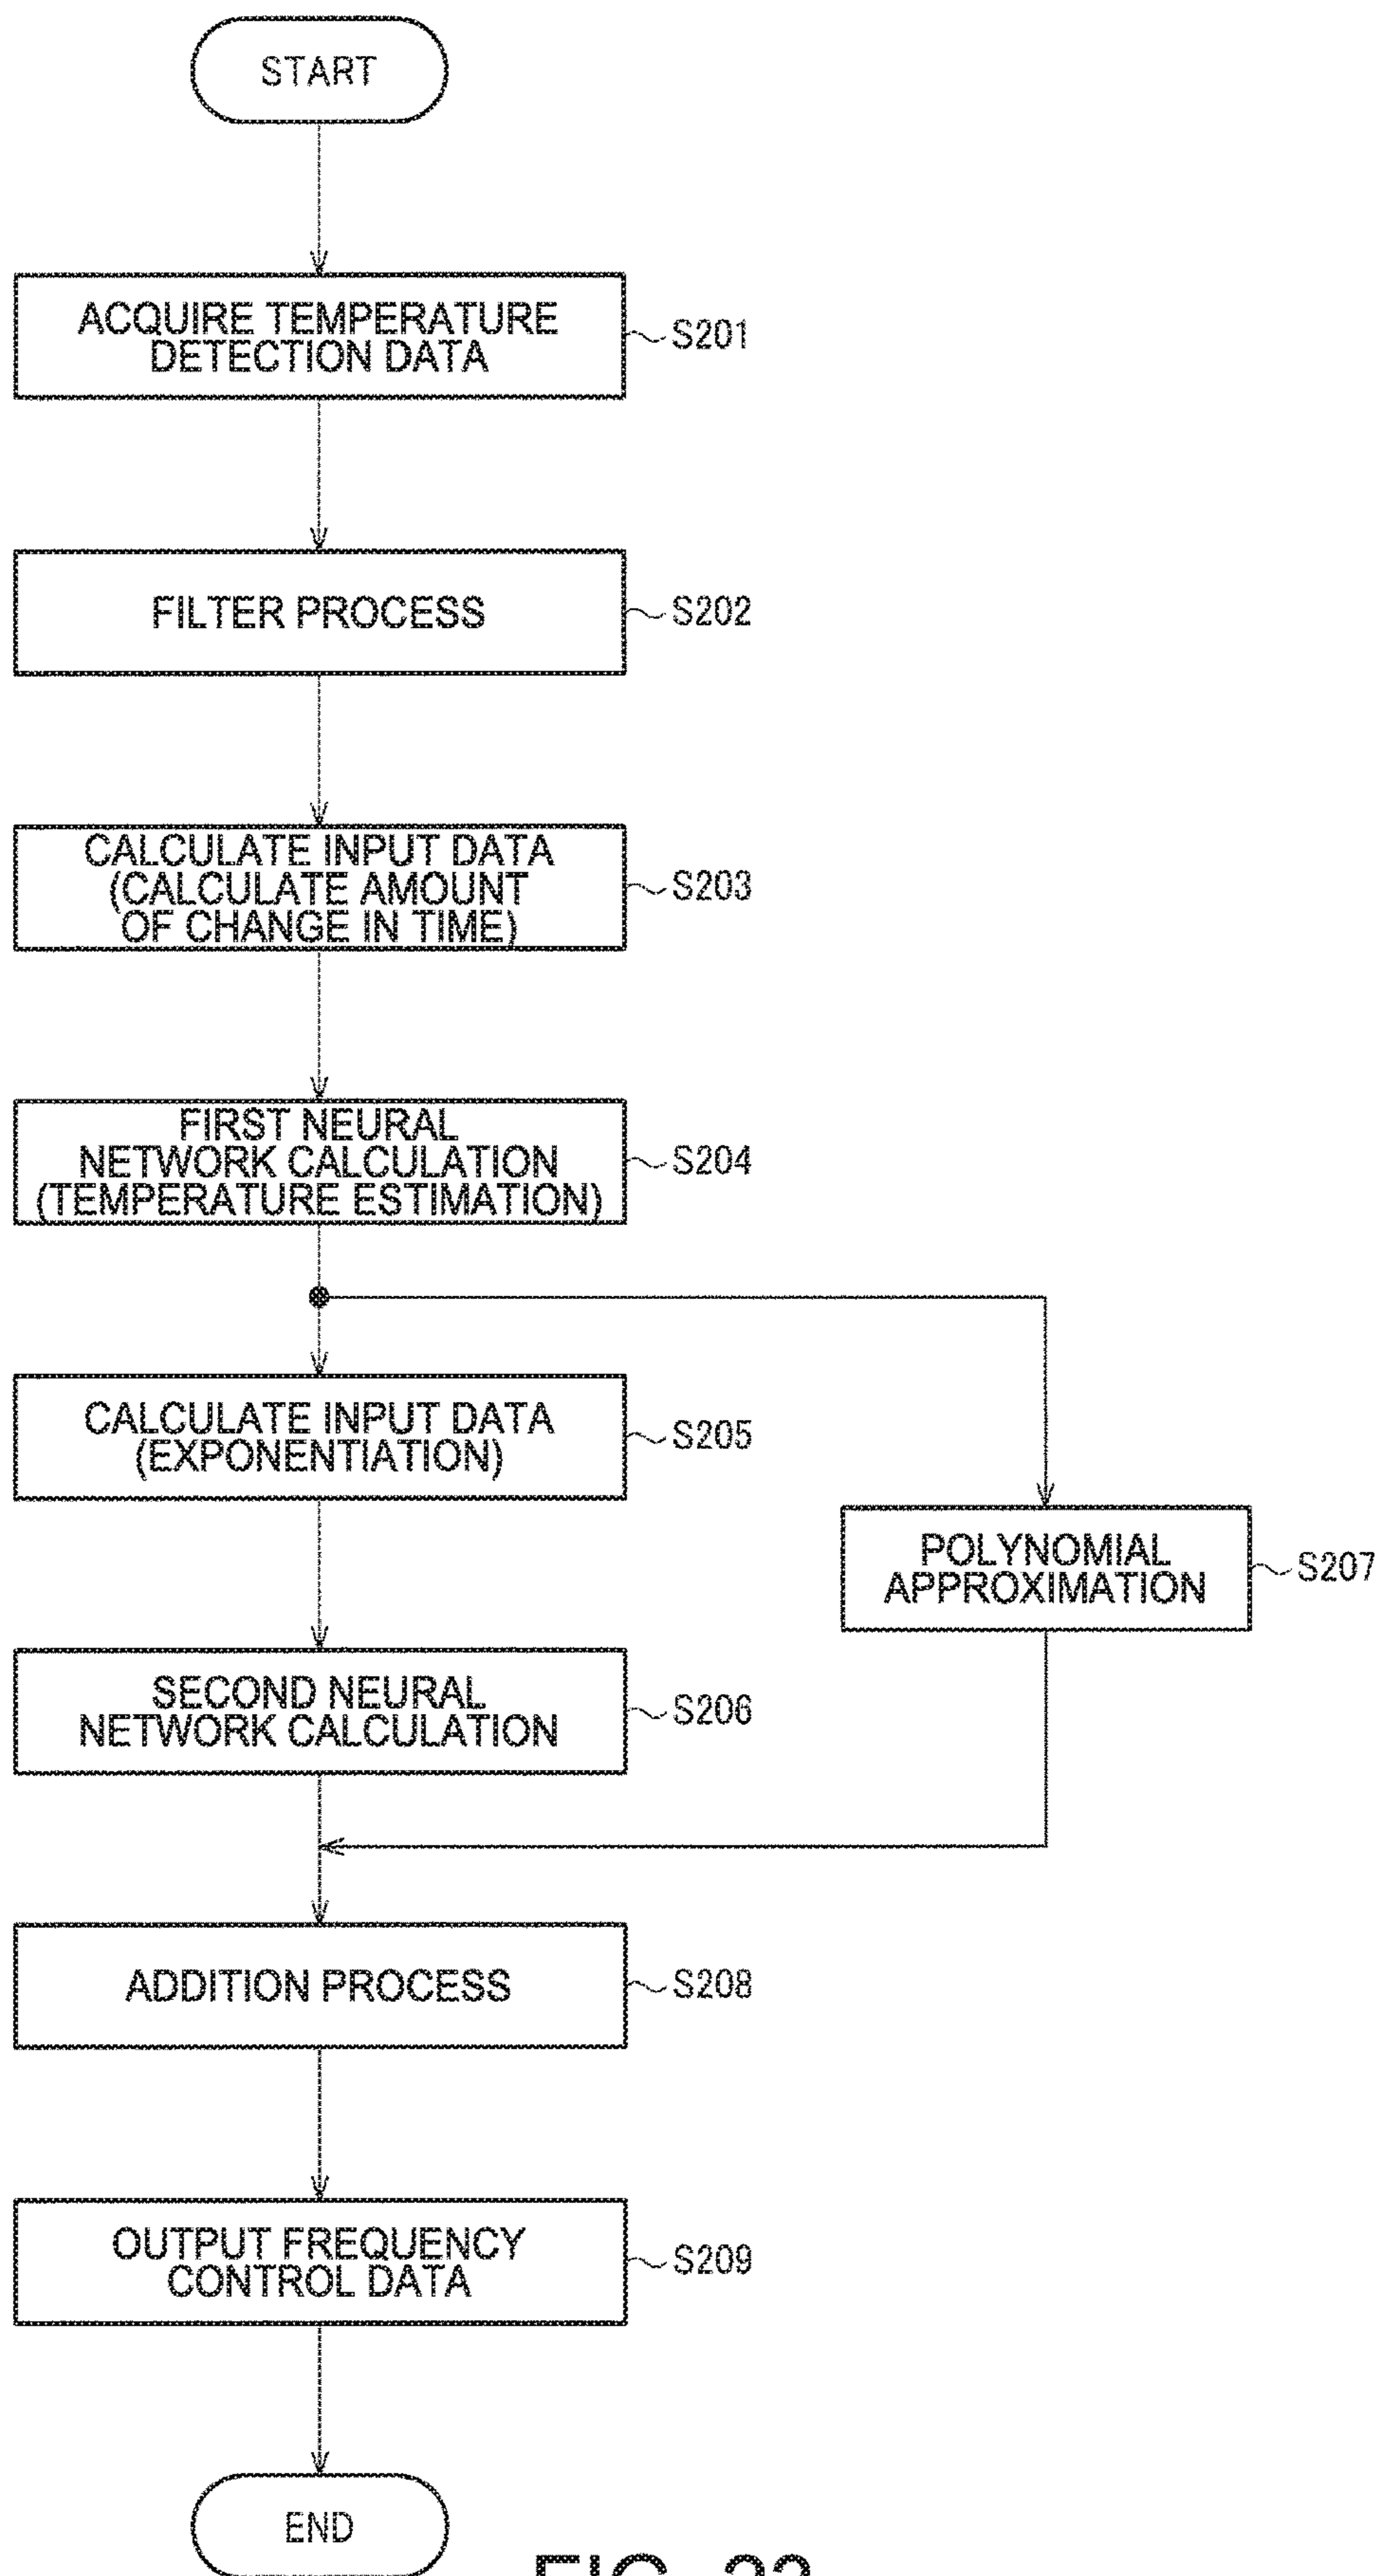 START
ACQUIRE TEMPERATURE
DETECTION DATA
S201
FILTER PROCESS
S202
CALCULATE INPUT DATA
(CALCULATE AMOUNT
OF CHANGE IN TIME)
S203
FIRST NEURAL
NETWORK CALCULATION
(TEMPERATURE ESTIMATION)
S204
CALCULATE INPUT DATA
(EXPONENTIATION)
S205
POLYNOMIAL
APPROXIMATION
S207
SECOND NEURAL
NETWORK CALCULATION
S206
ADDITION PROCESS
S208
OUTPUT FREQUENCY
CONTROL DATA
S209
END
FIG.